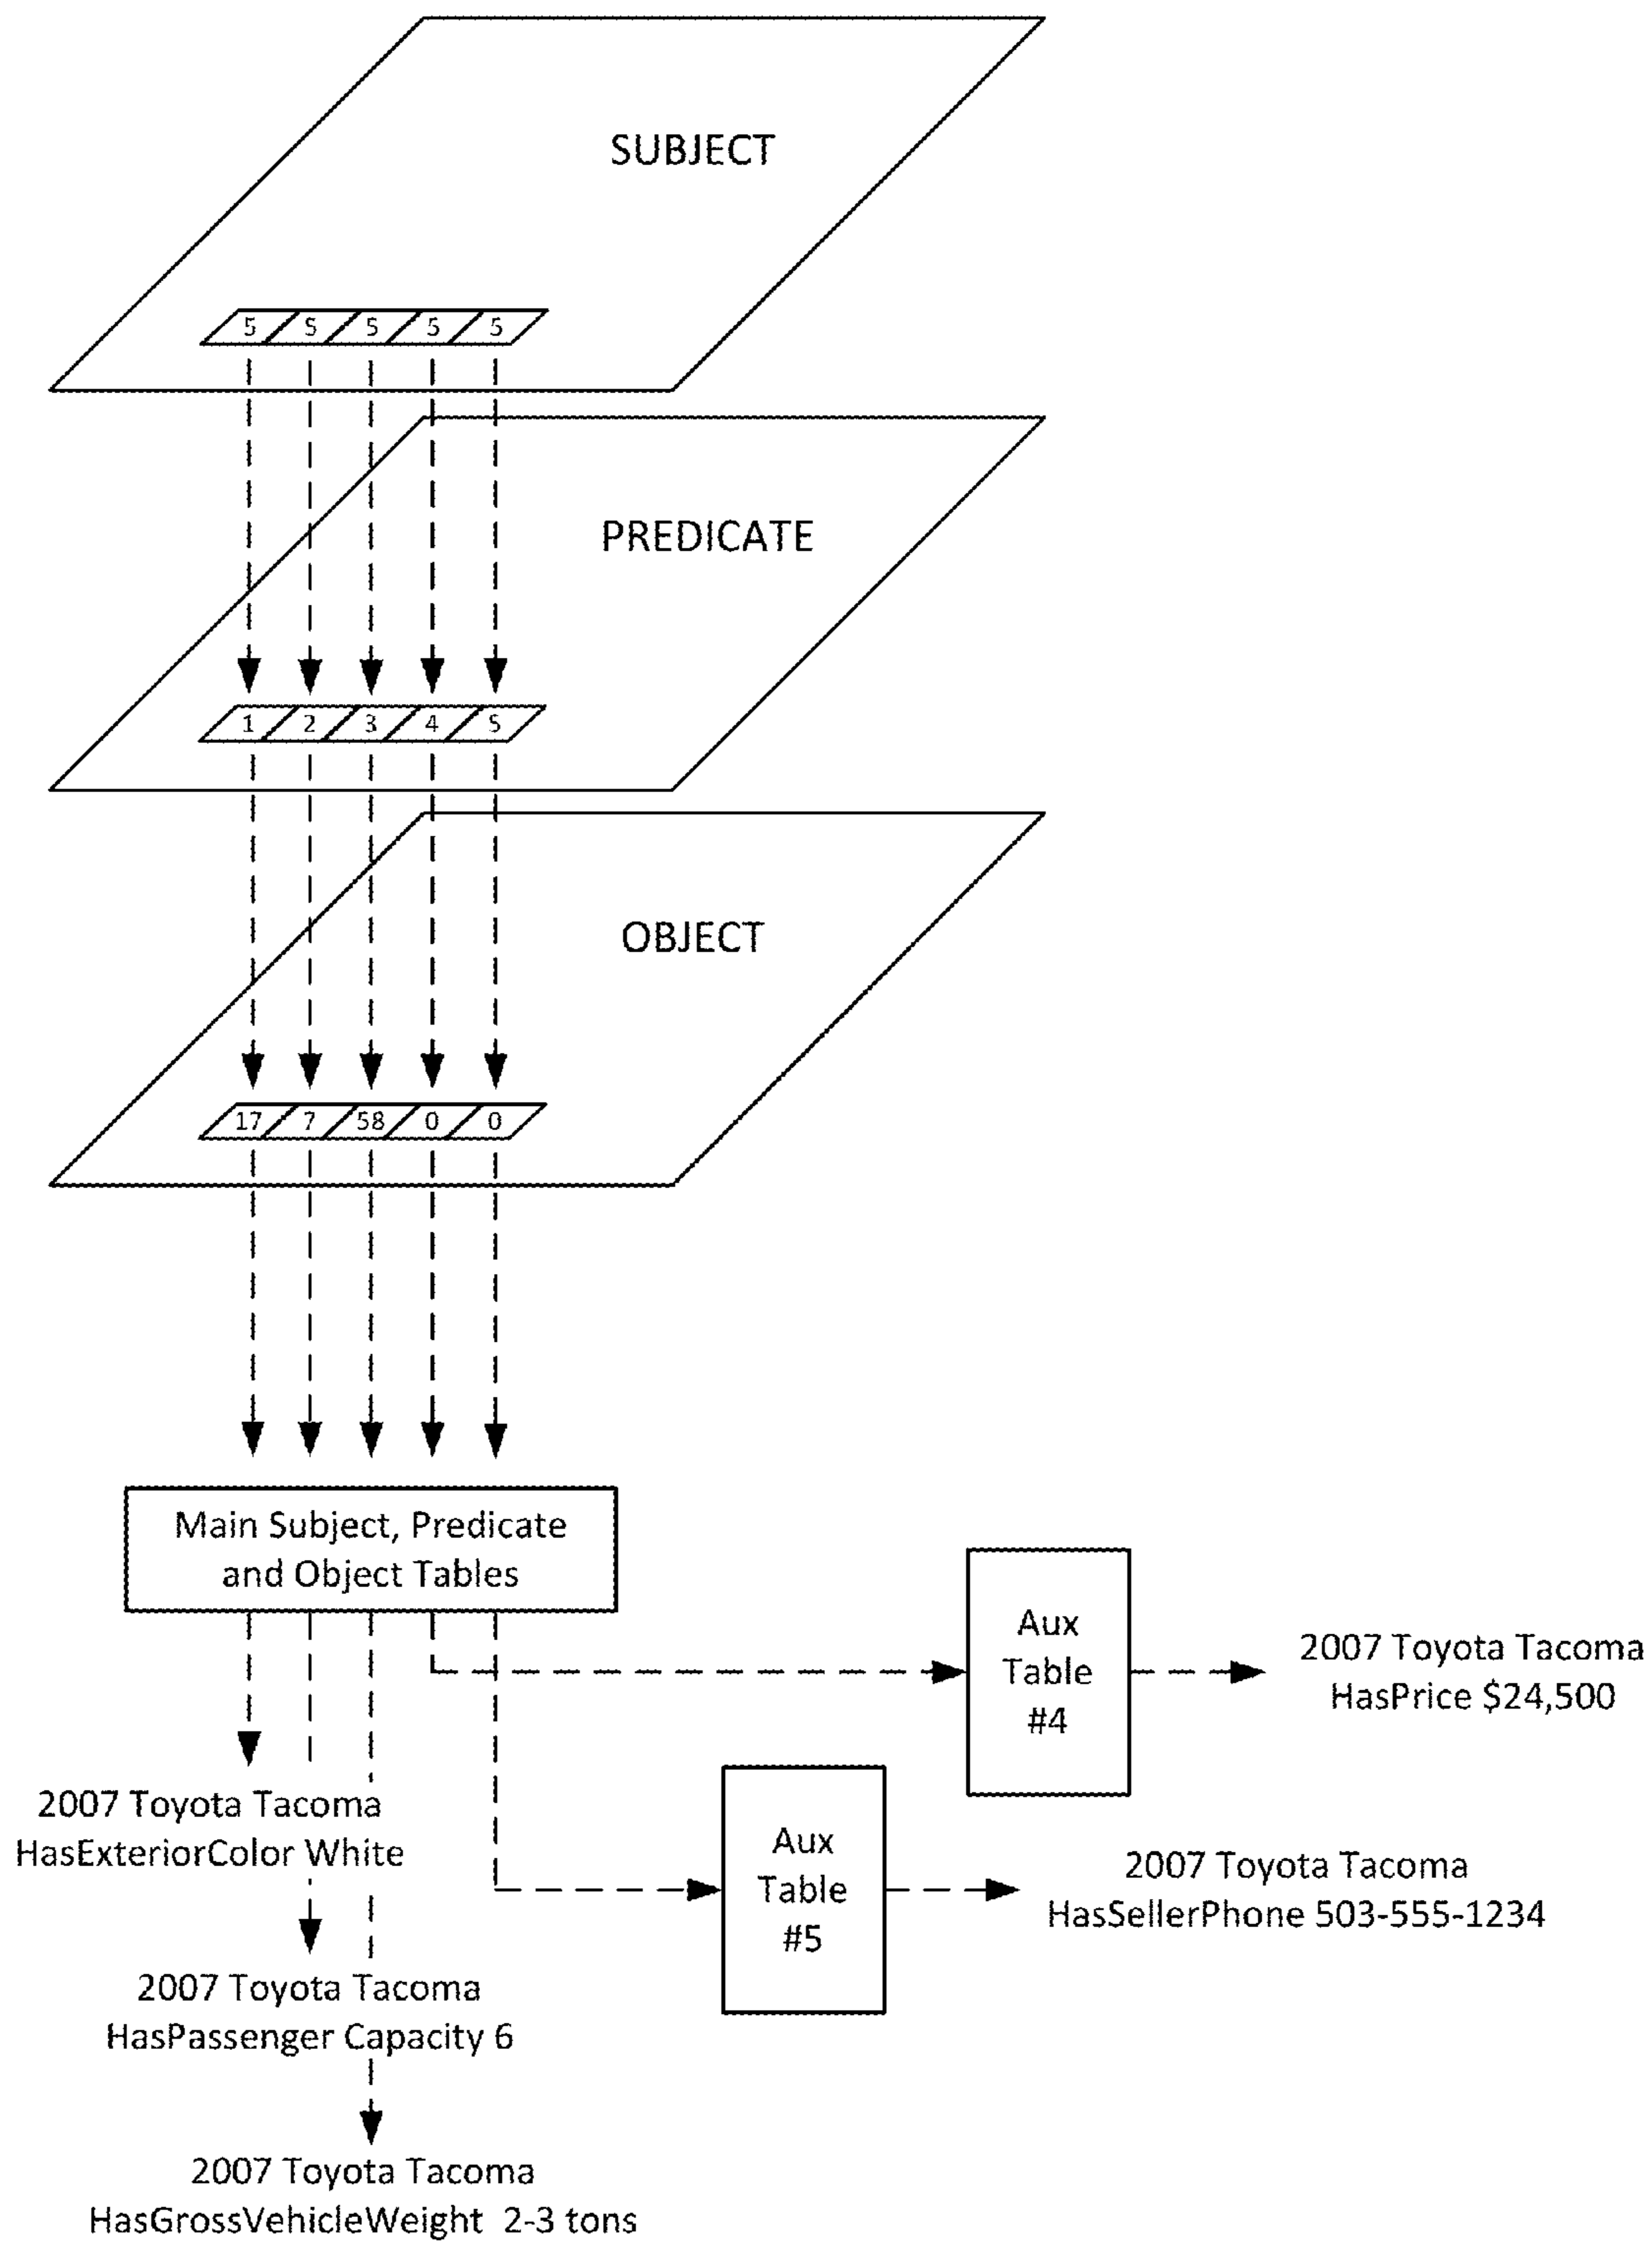 SUBJECT
5 5 5 5 5
PREDICATE
1 2 3 4 5
OBJECT
17 7 58 0 0
Main Subject, Predicate
and Object Tables
Aux
Table
#4
2007 Toyota Tacoma
HasPrice $24,500
2007 Toyota Tacoma
HasExteriorColor White
Aux
Table
#5
2007 Toyota Tacoma
HasSellerPhone 503-555-1234
2007 Toyota Tacoma
HasPassenger Capacity 6
2007 Toyota Tacoma
HasGrossVehicleWeight 2-3 tons